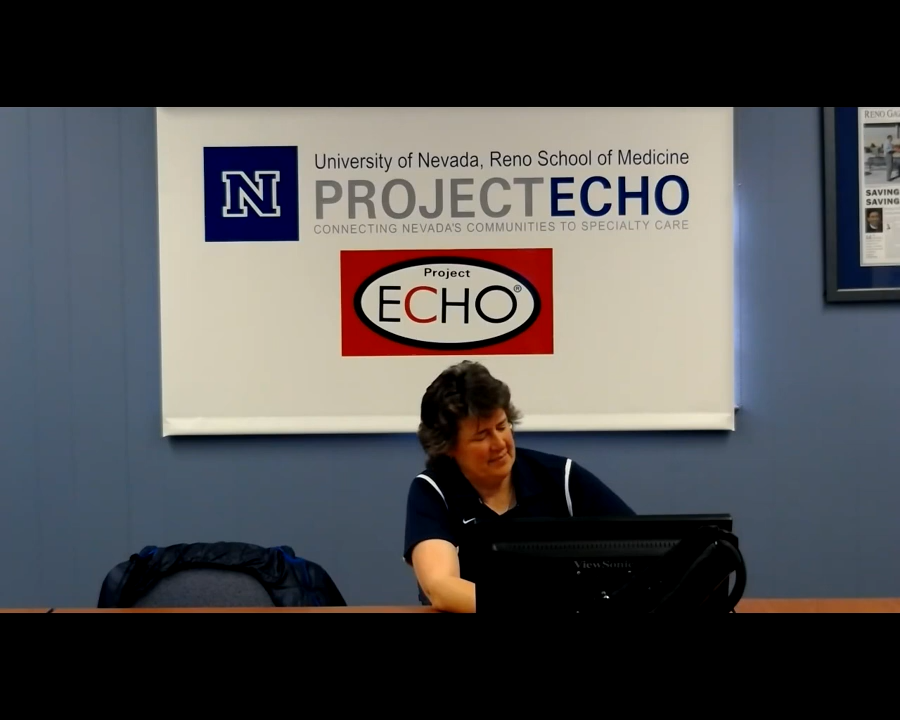 N
University of Nevada, Reno School of Medicine
PROJECTECHO
CONNECTING NEVADA'S COMMUNITIES TO SPECIALTY CARE
Project
ECHO®
RENO
SAVING
SAVING
ViewSonic